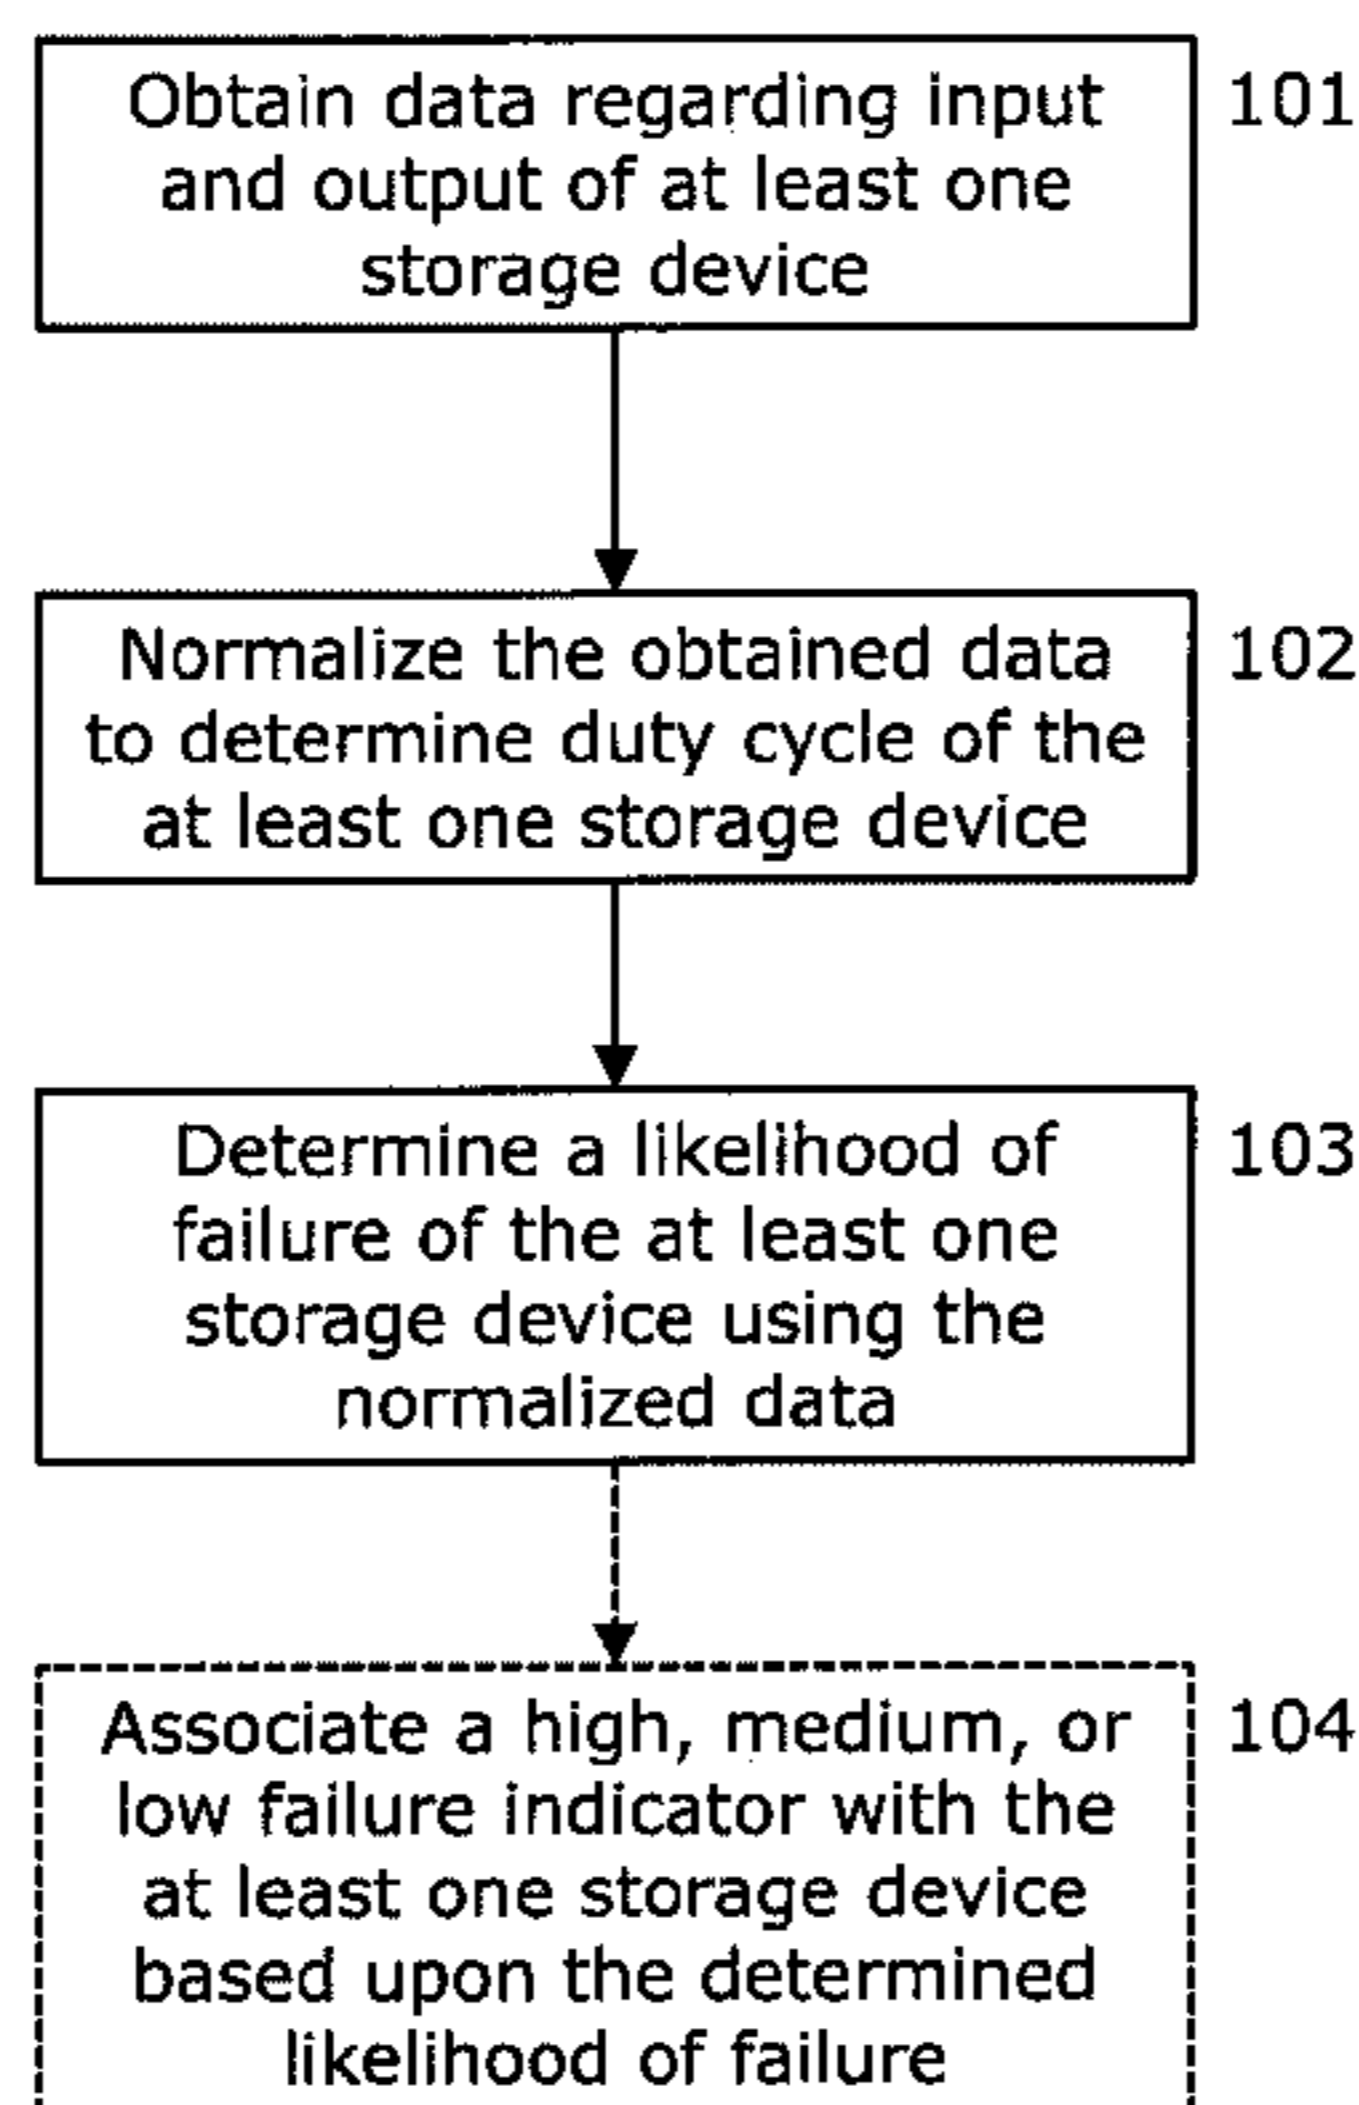 Obtain data regarding input 101
and output of at least one
storage device
Normalize the obtained data 102
to determine duty cycle of the
at least one storage device
Determine a likelihood of 103
failure of the at least one
storage device using the
normalized data
Associate a high, medium, or 104
low failure indicator with the
at least one storage device
based upon the determined
likelihood of failure